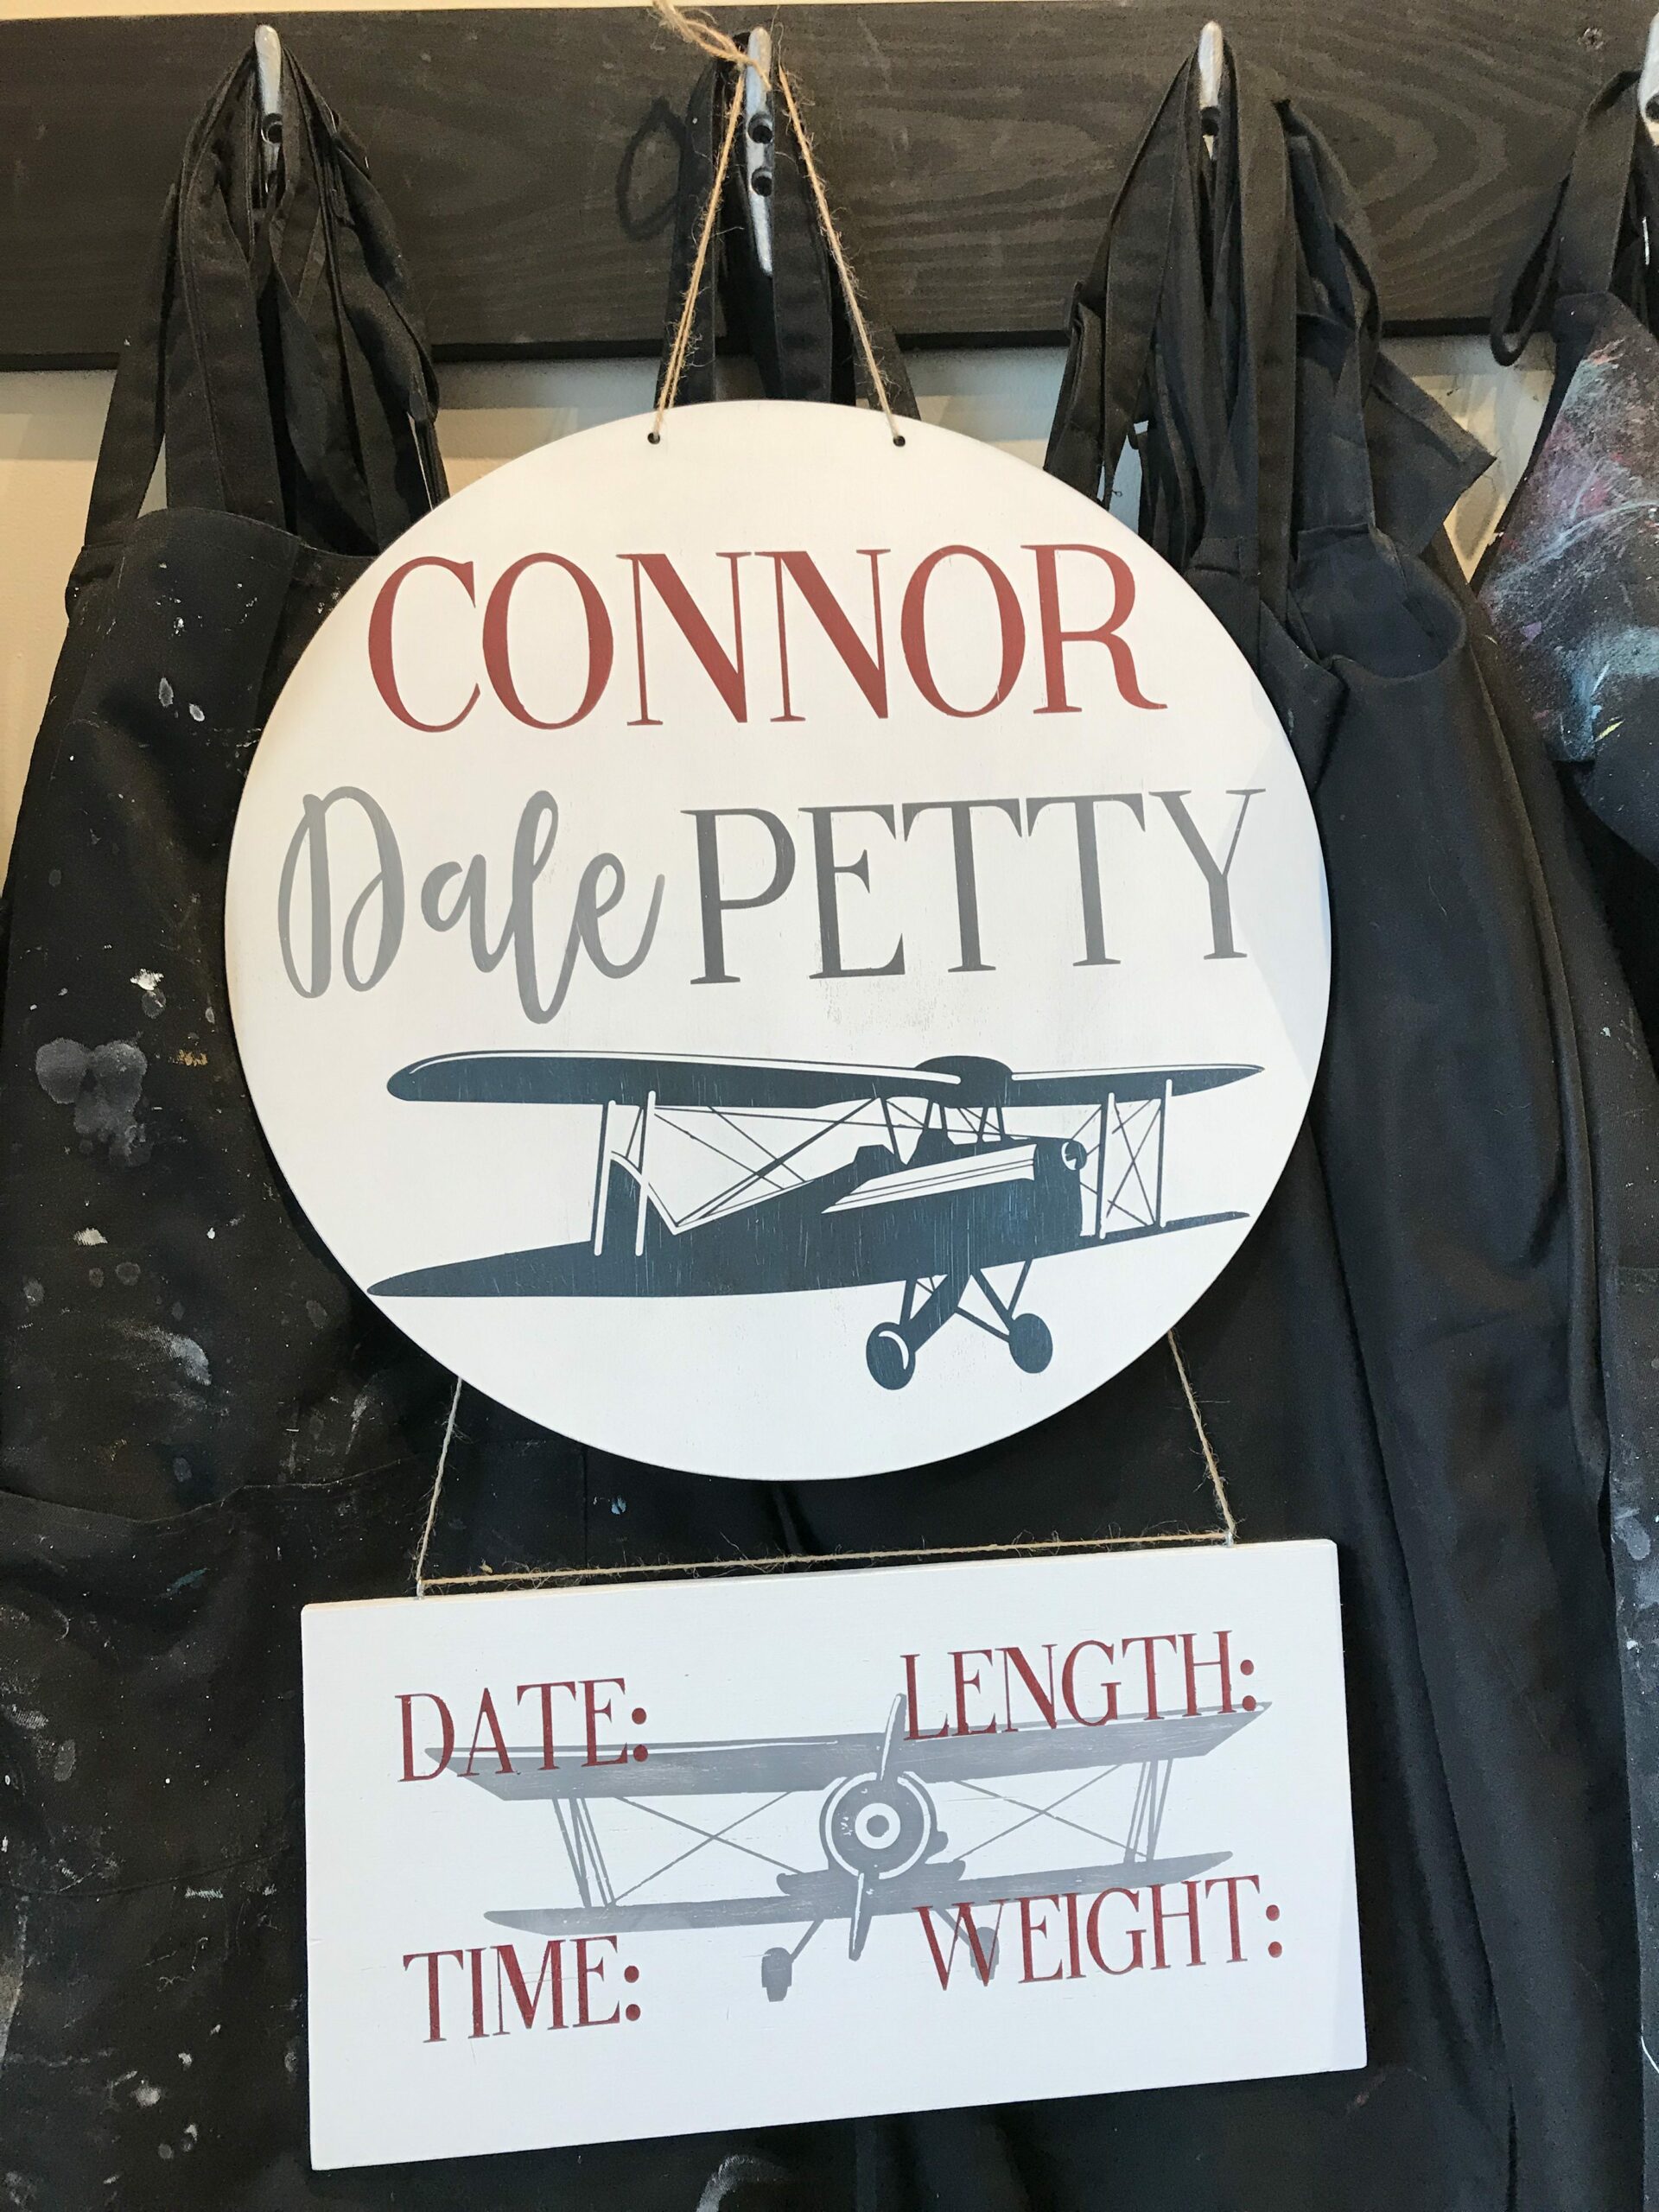 CONNOR
Dale PETTY
DATE: LENGTH:
TIME: WEIGHT: